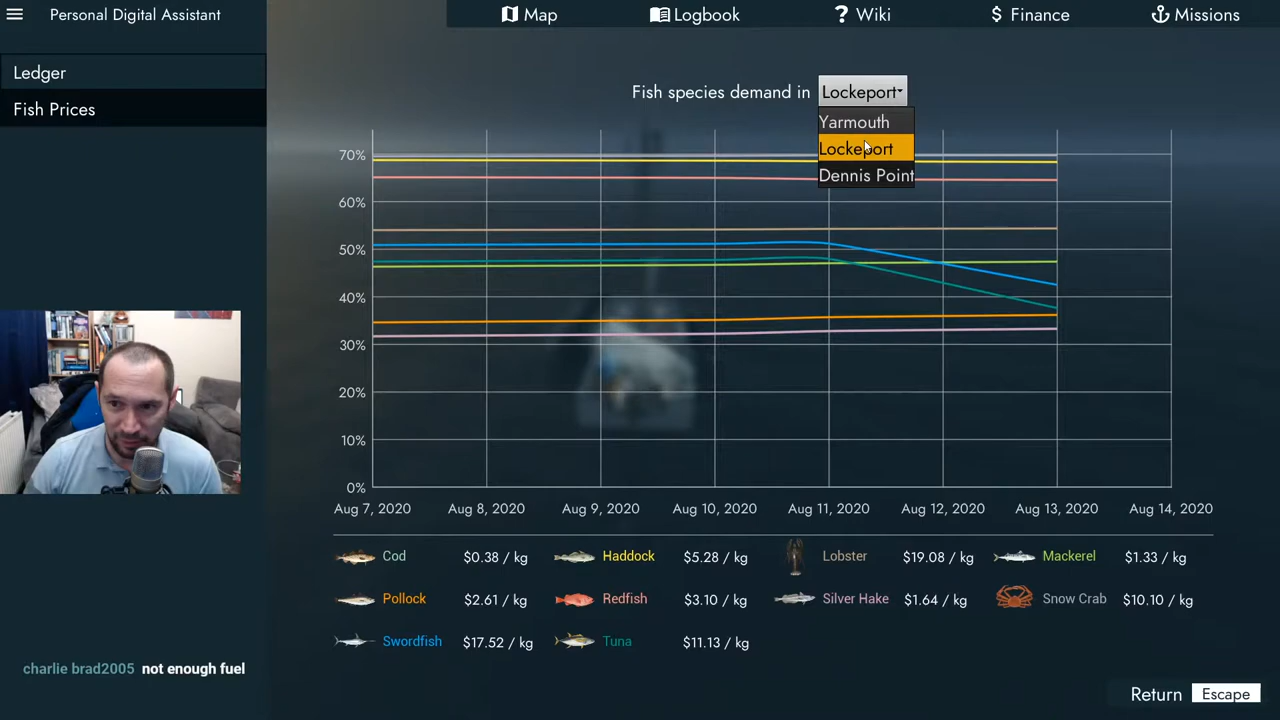 Personal Digital Assistant
Map
Logbook
? Wiki
$ Finance
Missions
Ledger
Fish Prices
Fish species demand in Lockeport
Yarmouth
Lockeport
Dennis Point
70%
60%
50%
40%
30%
20%
10%
0%
Aug 7, 2020
Aug 8, 2020
Aug 9, 2020
Aug 10, 2020
Aug 11, 2020
Aug 12, 2020
Aug 13, 2020
Aug 14, 2020
Cod $0.38 / kg
Haddock $5.28 / kg
Lobster $19.08 / kg
Mackerel $1.33 / kg
Pollock $2.61 / kg
Redfish $3.10 / kg
Silver Hake $1.64 / kg
Snow Crab $10.10 / kg
Swordfish $17.52 / kg
Tuna $11.13 / kg
charlie brad2005 not enough fuel
Return Escape